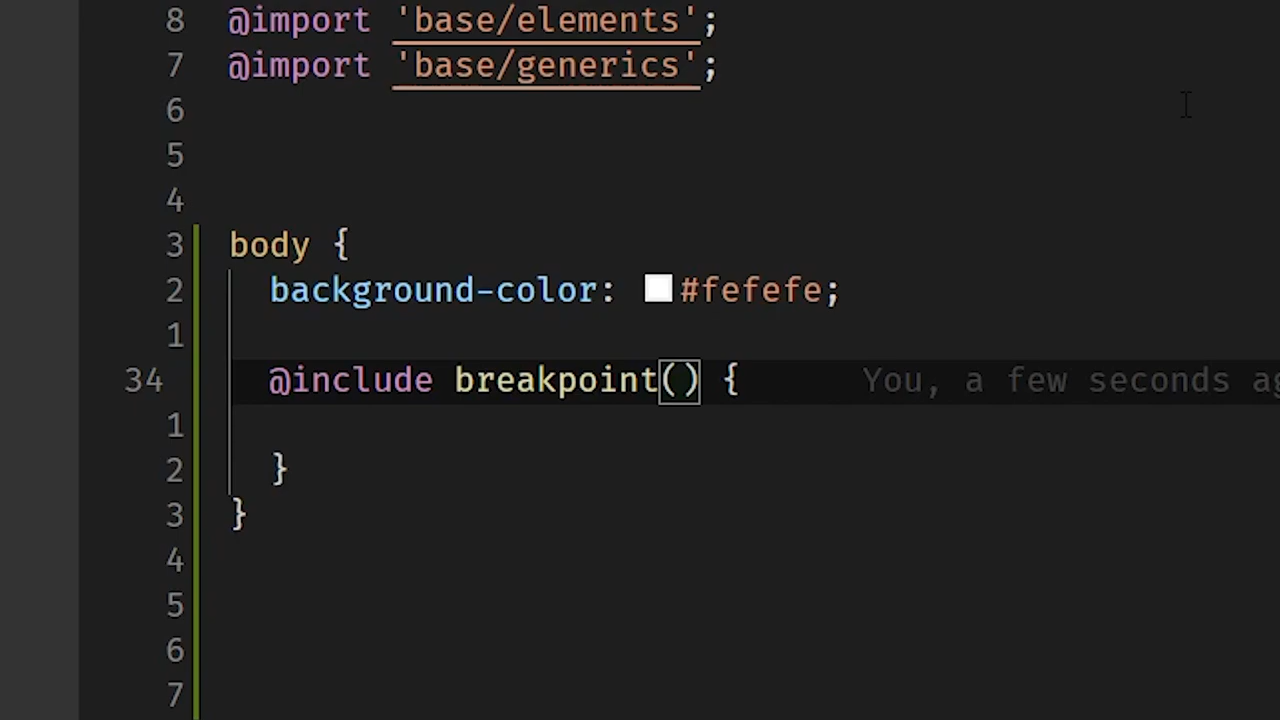 8 @import 'base/elements';
7 @import 'base/generics';
6
5
4
3 body {
2 background-color: #fefefe;
1
34 @include breakpoint() { You, a few seconds
1
2 }
3 }
4
5
6
7